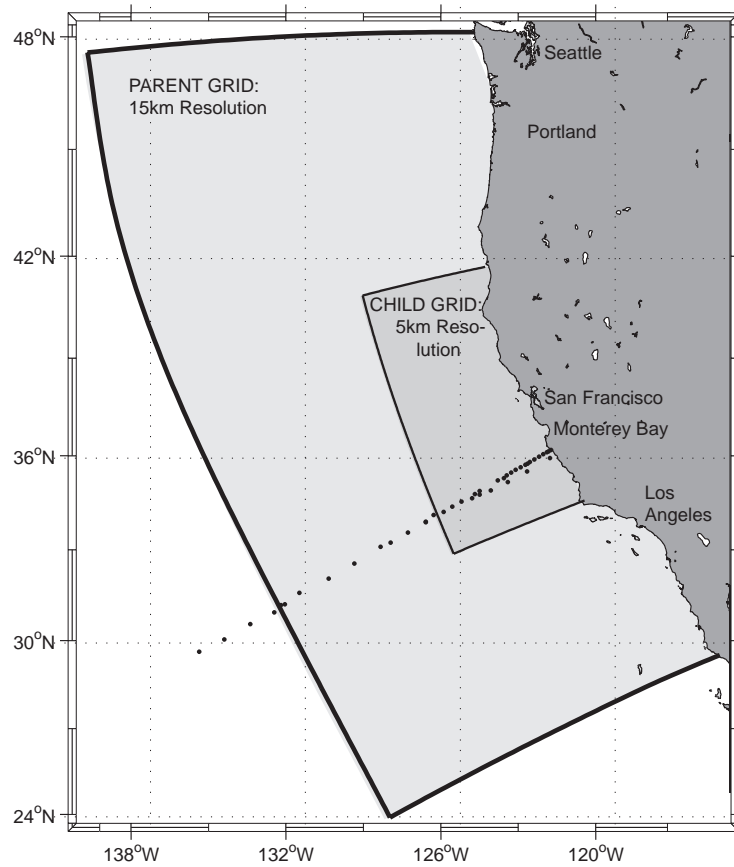 48°N
Seattle
PARENT GRID:
15km Resolution
Portland
42°N
CHILD GRID:
5km Reso-
lution
San Francisco
Monterey Bay
36°N
Los
Angeles
30°N
24°N
138°W
132°W
126°W
120°W